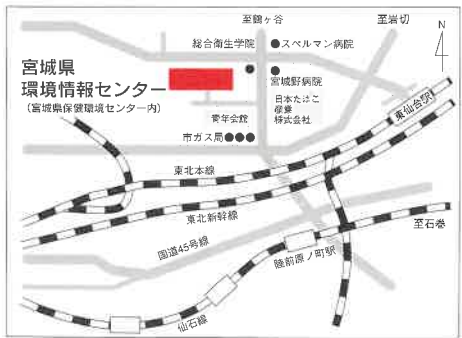 至鶴ヶ谷
至岩切
N
総合衛生学院
スペルマン病院
宮城県
環境情報センター
（宮城県保健環境センター内）
宮城野病院
日本たばこ
産業
株式会社
青年会館
市ガス局
東仙台駅
東北本線
東北新幹線
国道45号線
至石巻
陸前原ノ町駅
仙石線